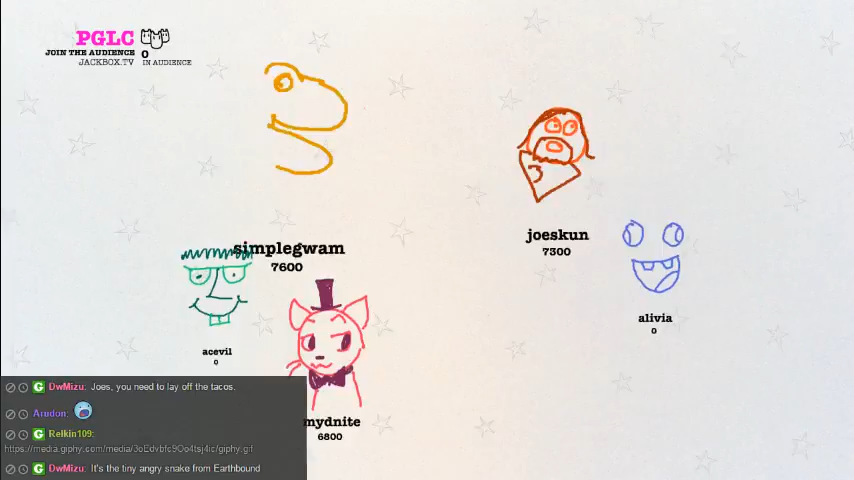 PGLC
JOIN THE AUDIENCE
JACKBOX.TV
0
IN AUDIENCE
simplegwam
7600
joeskun
7300
alivia
0
acevil
0
mydnite
6800
G DwMizu: Joes, you need to lay off the tacos.
Arudon:
G Relkin109:
https://media.giphy.com/media/3oEdvbfc9Oo4tsj4ic/giphy.gif
G DwMizu: It's the tiny angry snake from Earthbound